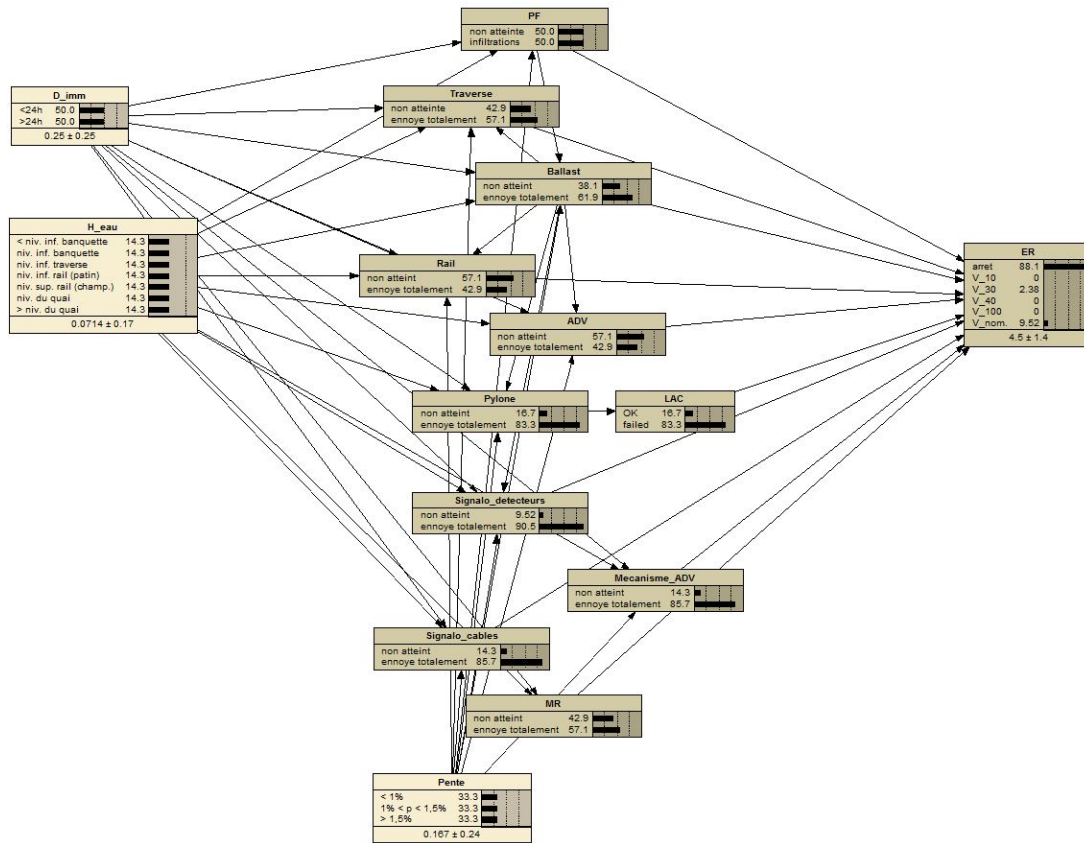 PF
non atteinte 50.0
infiltrations 50.0
D_imm
<24h 50.0
>24h 50.0
0.25 ± 0.25
Traverse
non atteinte 42.9
ennoye totalement 57.1
Ballast
non atteint 38.1
ennoye totalement 61.9
H_eau
< niv. inf. banquette 14.3
niv. inf. banquette 14.3
niv. inf. traverse 14.3
niv. inf. rail (patin) 14.3
niv. sup. rail (champ.) 14.3
niv. du quai 14.3
> niv. du quai 14.3
0.0714 ± 0.17
Rail
non atteint 57.1
ennoye totalement 42.9
ER
arret 88.1
V_10 0
V_30 2.38
V_40 0
V_100 0
V_nom. 9.52
4.5 ± 1.4
ADV
non atteint 57.1
ennoye totalement 42.9
Pylone
non atteint 16.7
ennoye totalement 83.3
LAC
OK 16.7
failed 83.3
Signalo_detecteurs
non atteint 9.52
ennoye totalement 90.5
Mecanisme_ADV
non atteint 14.3
ennoye totalement 85.7
Signalo_cables
non atteint 14.3
ennoye totalement 85.7
MR
non atteint 42.9
ennoye totalement 57.1
Pente
< 1% 33.3
1% < p < 1,5% 33.3
> 1,5% 33.3
0.167 ± 0.24